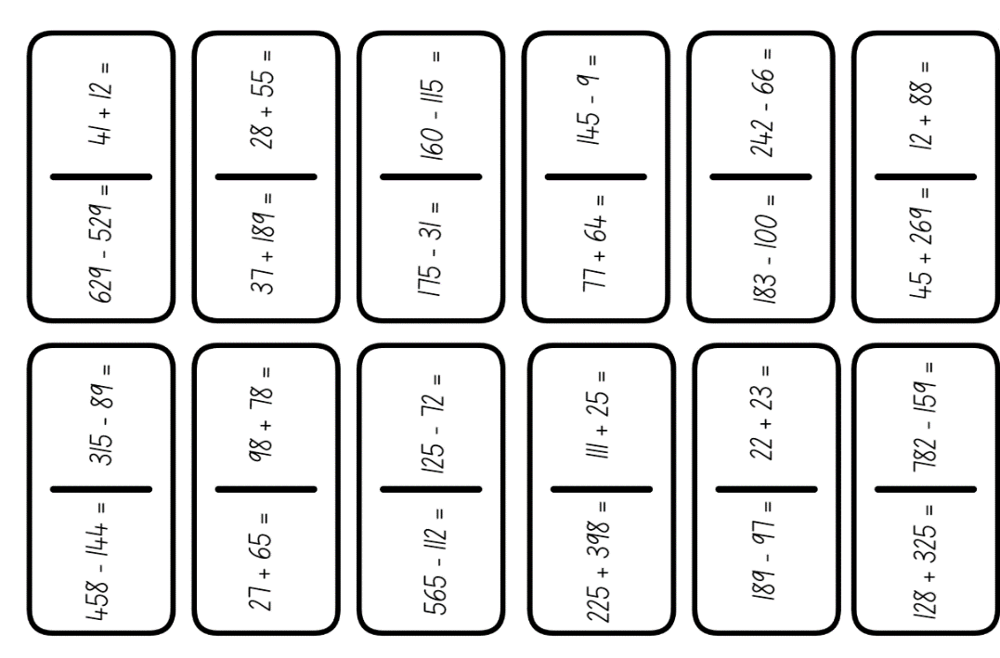 41 + 12 =
629 - 529 =
28 + 55 =
37 + 189 =
160 - 115 =
175 - 31 =
145 - 9 =
77 + 64 =
242 - 66 =
183 - 100 =
12 + 88 =
45 + 269 =
315 - 89 =
458 - 144 =
98 + 78 =
27 + 65 =
125 - 72 =
565 - 112 =
111 + 25 =
225 + 398 =
22 + 23 =
189 - 97 =
782 - 159 =
128 + 325 =